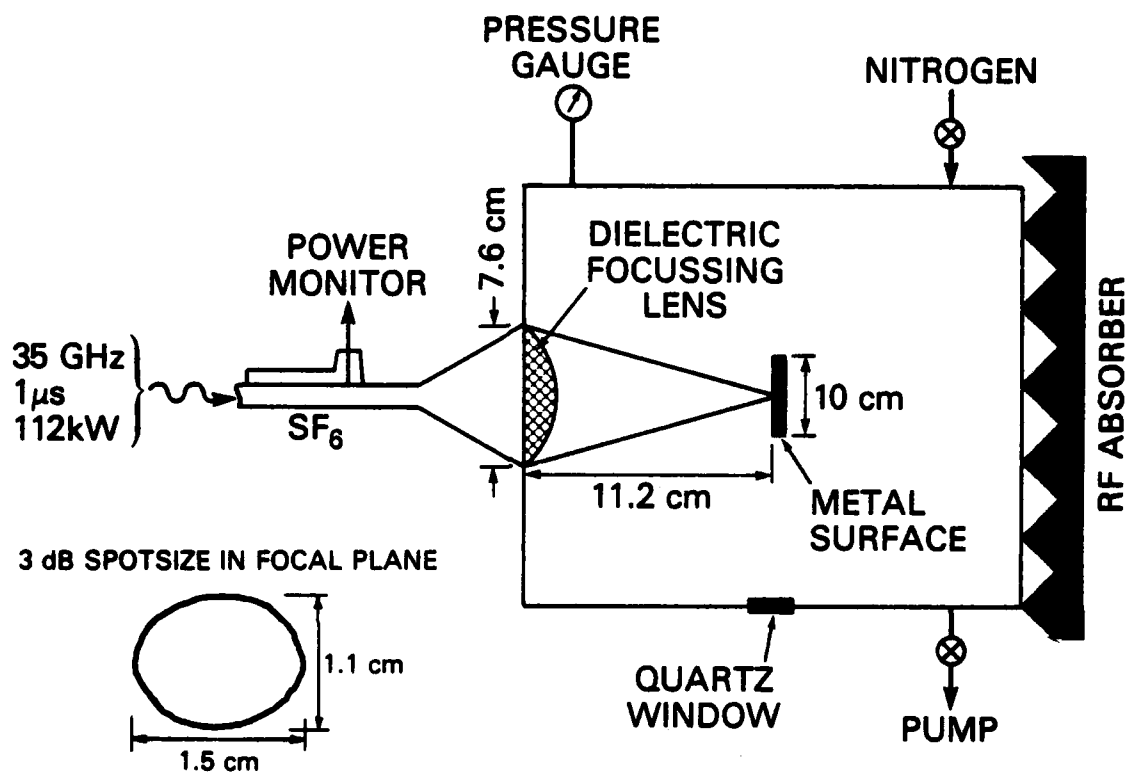 PRESSURE
GAUGE
NITROGEN
7.6 cm
DIELECTRIC
FOCUSSING
LENS
POWER
MONITOR
35 GHz
1μs
112kW
SF₆
10 cm
11.2 cm
METAL
SURFACE
RF ABSORBER
3 dB SPOTSIZE IN FOCAL PLANE
1.1 cm
1.5 cm
QUARTZ
WINDOW
PUMP